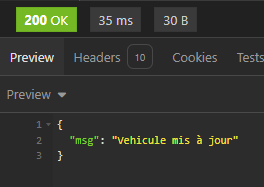 200 OK 35 ms 30 B
Preview Headers 10 Cookies Tests
Preview
1 {
2 "msg": "Vehicule mis à jour"
3 }